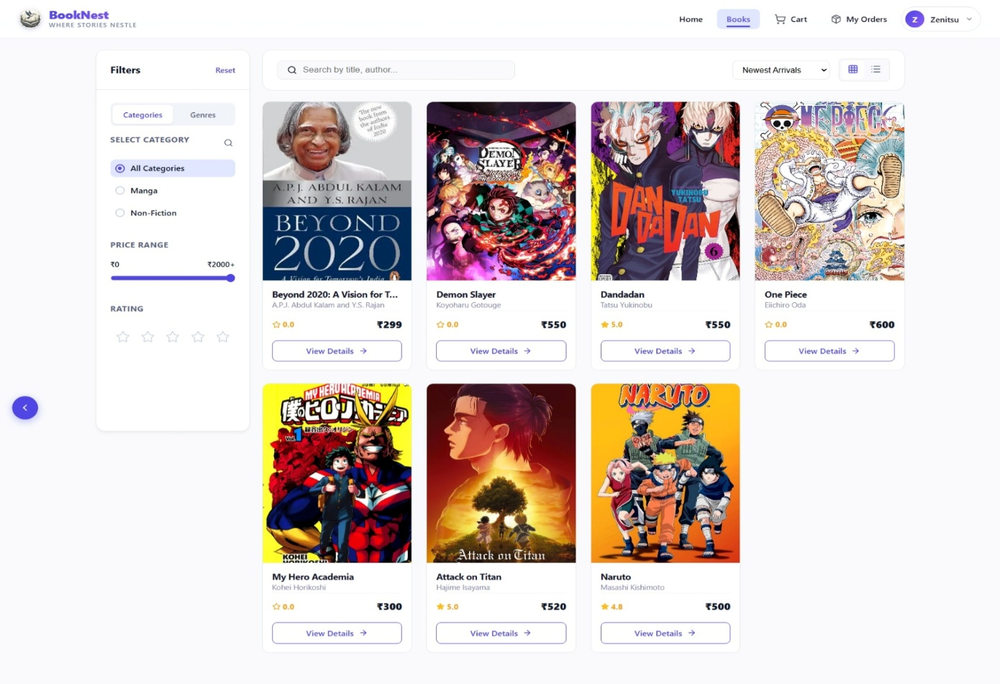 BookNest
WHERE STORIES NESTLE
Home
Books
Cart
My Orders
Z
Zenitsu
Filters
Reset
Categories
Genres
SELECT CATEGORY
All Categories
Manga
Non-Fiction
PRICE RANGE
₹0
₹2000+
RATING
Search by title, author...
Newest Arrivals
The new
book from
the authors
of India
2020
A.P.J. ABDUL KALAM
AND Y.S. RAJAN
BEYOND
2020
A Vision for Tomorrow's India
Beyond 2020: A Vision for T...
A.P.J. Abdul Kalam and Y.S. Rajan
0.0
₹299
View Details
DEMON
SLAYER
Demon Slayer
Koyoharu Gotouge
0.0
₹550
View Details
YUKINOBU
TATSU
DAN
DADAN
6
Dandadan
Tatsu Yukinobu
5.0
₹550
View Details
ONE PIECE
One Piece
Eiichiro Oda
0.0
₹600
View Details
MY HERO ACADEMIA
僕のヒーローアカデミア
Vol.1
KOHEI
HORIKOSHI
My Hero Academia
Kohei Horikoshi
0.0
₹300
View Details
Attack on Titan
Attack on Titan
Hajime Isayama
5.0
₹520
View Details
NARUTO
Naruto
Masashi Kishimoto
4.8
₹500
View Details